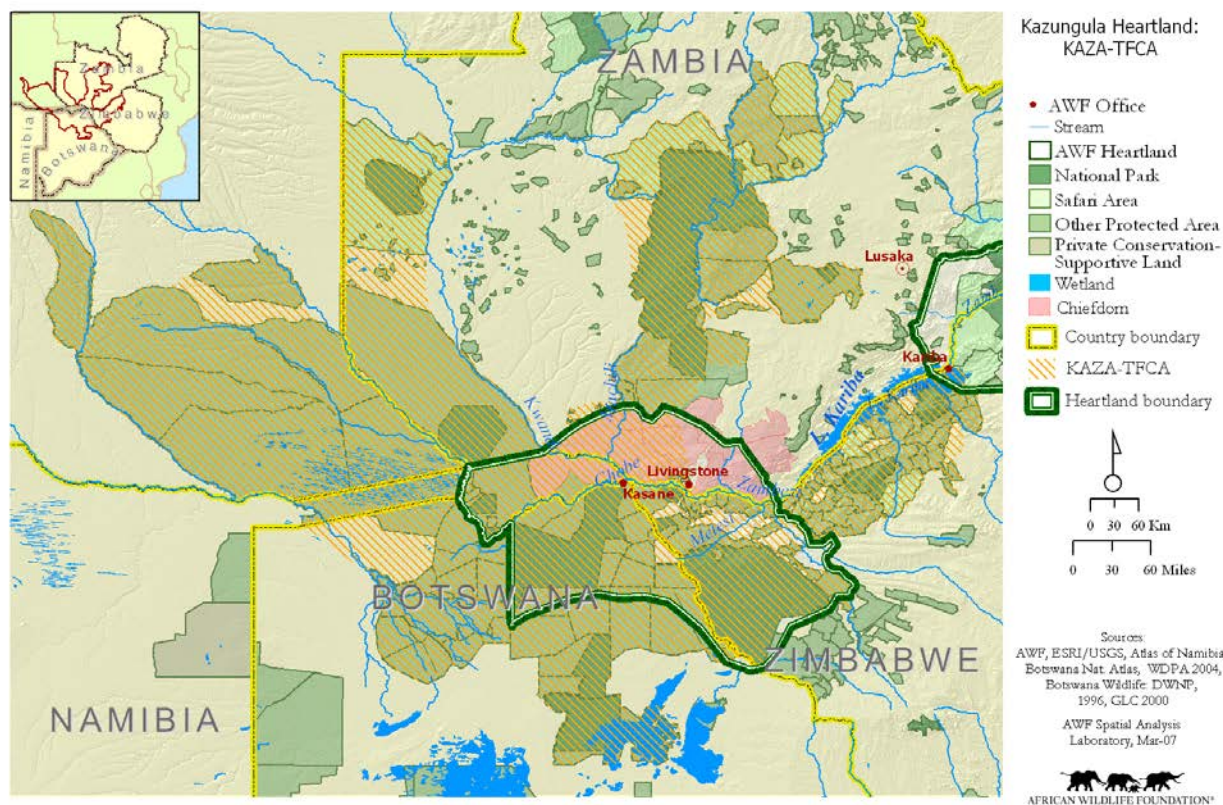 Kazungula Heartland:
KAZA-TFCA
AWF Office
Stream
AWF Heartland
National Park
Safari Area
Other Protected Area
Private Conservation-
Supportive Land
Wetland
Chiefdom
Country boundary
KAZA-TFCA
Heartland boundary
0 30 60 Km
0 30 60 Miles
Sources:
AWF, ESRI/USGS, Atlas of Namibia
Botswana Nat. Atlas, WDPA 2004,
Botswana Wildlife: DWNP,
1996, GLC 2000
AWF Spatial Analysis
Laboratory, Mar-07
AFRICAN WILDLIFE FOUNDATION®
Zambia
Zimbabwe
Namibia
Botswana
ZAMBIA
Lusaka
Kariba
L. Kariba
Chobe
Livingstone
Kasane
BOTSWANA
ZIMBABWE
NAMIBIA